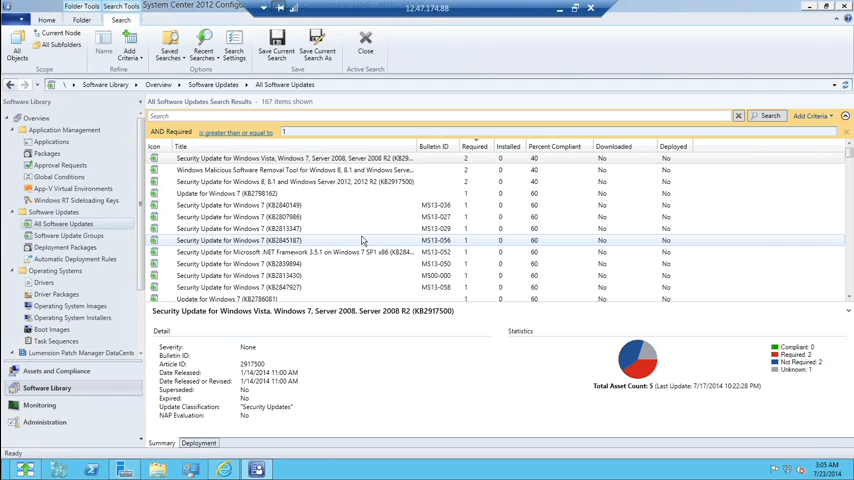 Folder Tools Search Tools System Center 2012 Configu
12.47.174.88
Home Folder Search
All Objects
Current Node
All Subfolders
Scope
Name
Add Criteria
Refine
Saved Searches
Recent Searches
Search Settings
Options
Save Current Search
Save Current Search As
Save
Close
Active Search
\ Software Library Overview Software Updates All Software Updates
Software Library
Overview
Application Management
Applications
Packages
Approval Requests
Global Conditions
App-V Virtual Environments
Windows RT Sideloading Keys
Software Updates
All Software Updates
Software Update Groups
Deployment Packages
Automatic Deployment Rules
Operating Systems
Drivers
Driver Packages
Operating System Images
Operating System Installers
Boot Images
Task Sequences
Lumension Patch Manager DataCente
Assets and Compliance
Software Library
Monitoring
Administration
All Software Updates Search Results - 167 items shown
Search Search Add Criteria
AND Required is greater than or equal to 1
Icon Title Bulletin ID Required Installed Percent Compliant Downloaded Deployed
Security Update for Windows Vista, Windows 7, Server 2008, Server 2008 R2 (KB29... 2 0 40 No No
Windows Malicious Software Removal Tool for Windows 8, 8.1 and Windows Serve... 2 0 40 No No
Security Update for Windows 8, 8.1 and Windows Server 2012, 2012 R2 (KB2917500) 2 0 40 No No
Update for Windows 7 (KB2798162) 1 0 60 No No
Security Update for Windows 7 (KB2840149) MS13-036 1 0 60 No No
Security Update for Windows 7 (KB2807986) MS13-027 1 0 60 No No
Security Update for Windows 7 (KB2813347) MS13-029 1 0 60 No No
Security Update for Windows 7 (KB2845187) MS13-056 1 0 60 No No
Security Update for Microsoft .NET Framework 3.5.1 on Windows 7 SP1 x86 (KB284... MS13-052 1 0 60 No No
Security Update for Windows 7 (KB2839894) MS13-050 1 0 60 No No
Security Update for Windows 7 (KB2813430) MS00-000 1 0 60 No No
Security Update for Windows 7 (KB2847927) MS13-058 1 0 60 No No
Update for Windows 7 (KB2786081) 1 0 60 No No
Security Update for Windows Vista, Windows 7, Server 2008, Server 2008 R2 (KB2917500)
Detail
Severity: None
Bulletin ID:
Article ID: 2917500
Date Released: 1/14/2014 11:00 AM
Date Released or Revised: 1/14/2014 11:00 AM
Superseded: No
Expired: No
Update Classification: "Security Updates"
NAP Evaluation: No
Statistics
Compliant: 0
Required: 2
Not Required: 2
Unknown: 1
Total Asset Count: 5 (Last Update: 7/17/2014 10:22:28 PM)
Summary Deployment
Ready
3:05 AM
7/23/2014